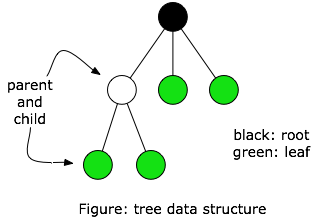 parent
and
child
black: root
green: leaf
Figure: tree data structure